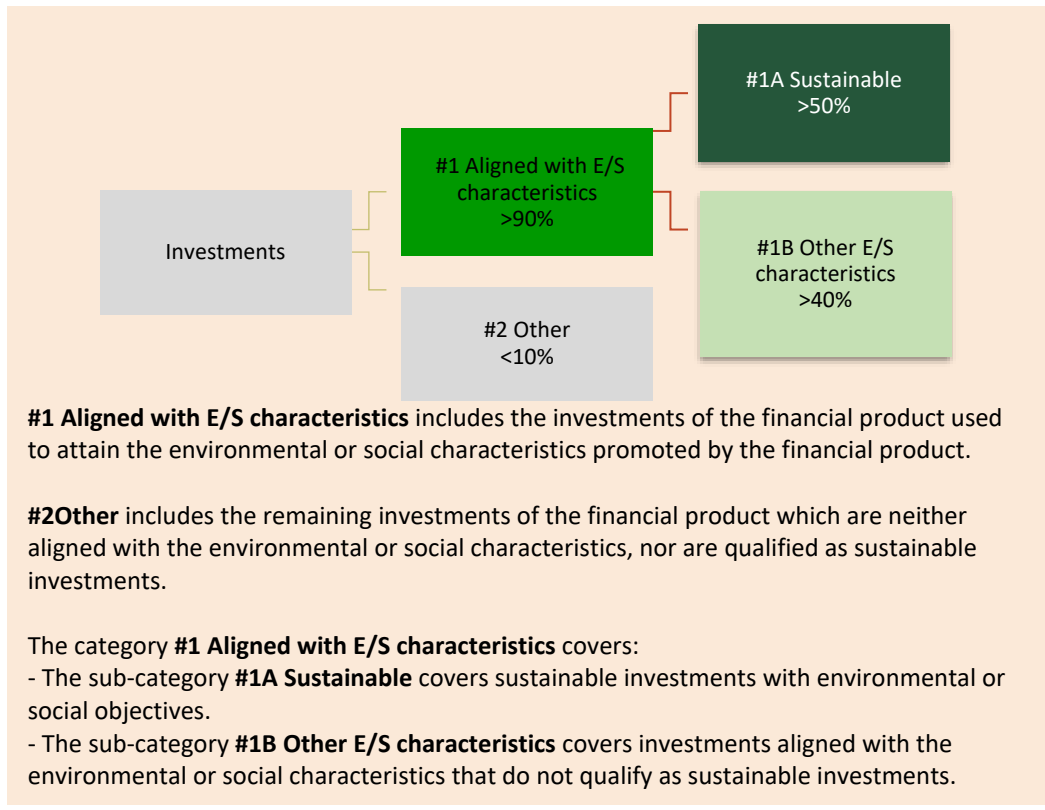 #1A Sustainable
>50%
#1 Aligned with E/S
characteristics
>90%
Investments
#1B Other E/S
characteristics
>40%
#2 Other
<10%
#1 Aligned with E/S characteristics includes the investments of the financial product used
to attain the environmental or social characteristics promoted by the financial product.
#2Other includes the remaining investments of the financial product which are neither
aligned with the environmental or social characteristics, nor are qualified as sustainable
investments.
The category #1 Aligned with E/S characteristics covers:
- The sub-category #1A Sustainable covers sustainable investments with environmental or
social objectives.
- The sub-category #1B Other E/S characteristics covers investments aligned with the
environmental or social characteristics that do not qualify as sustainable investments.